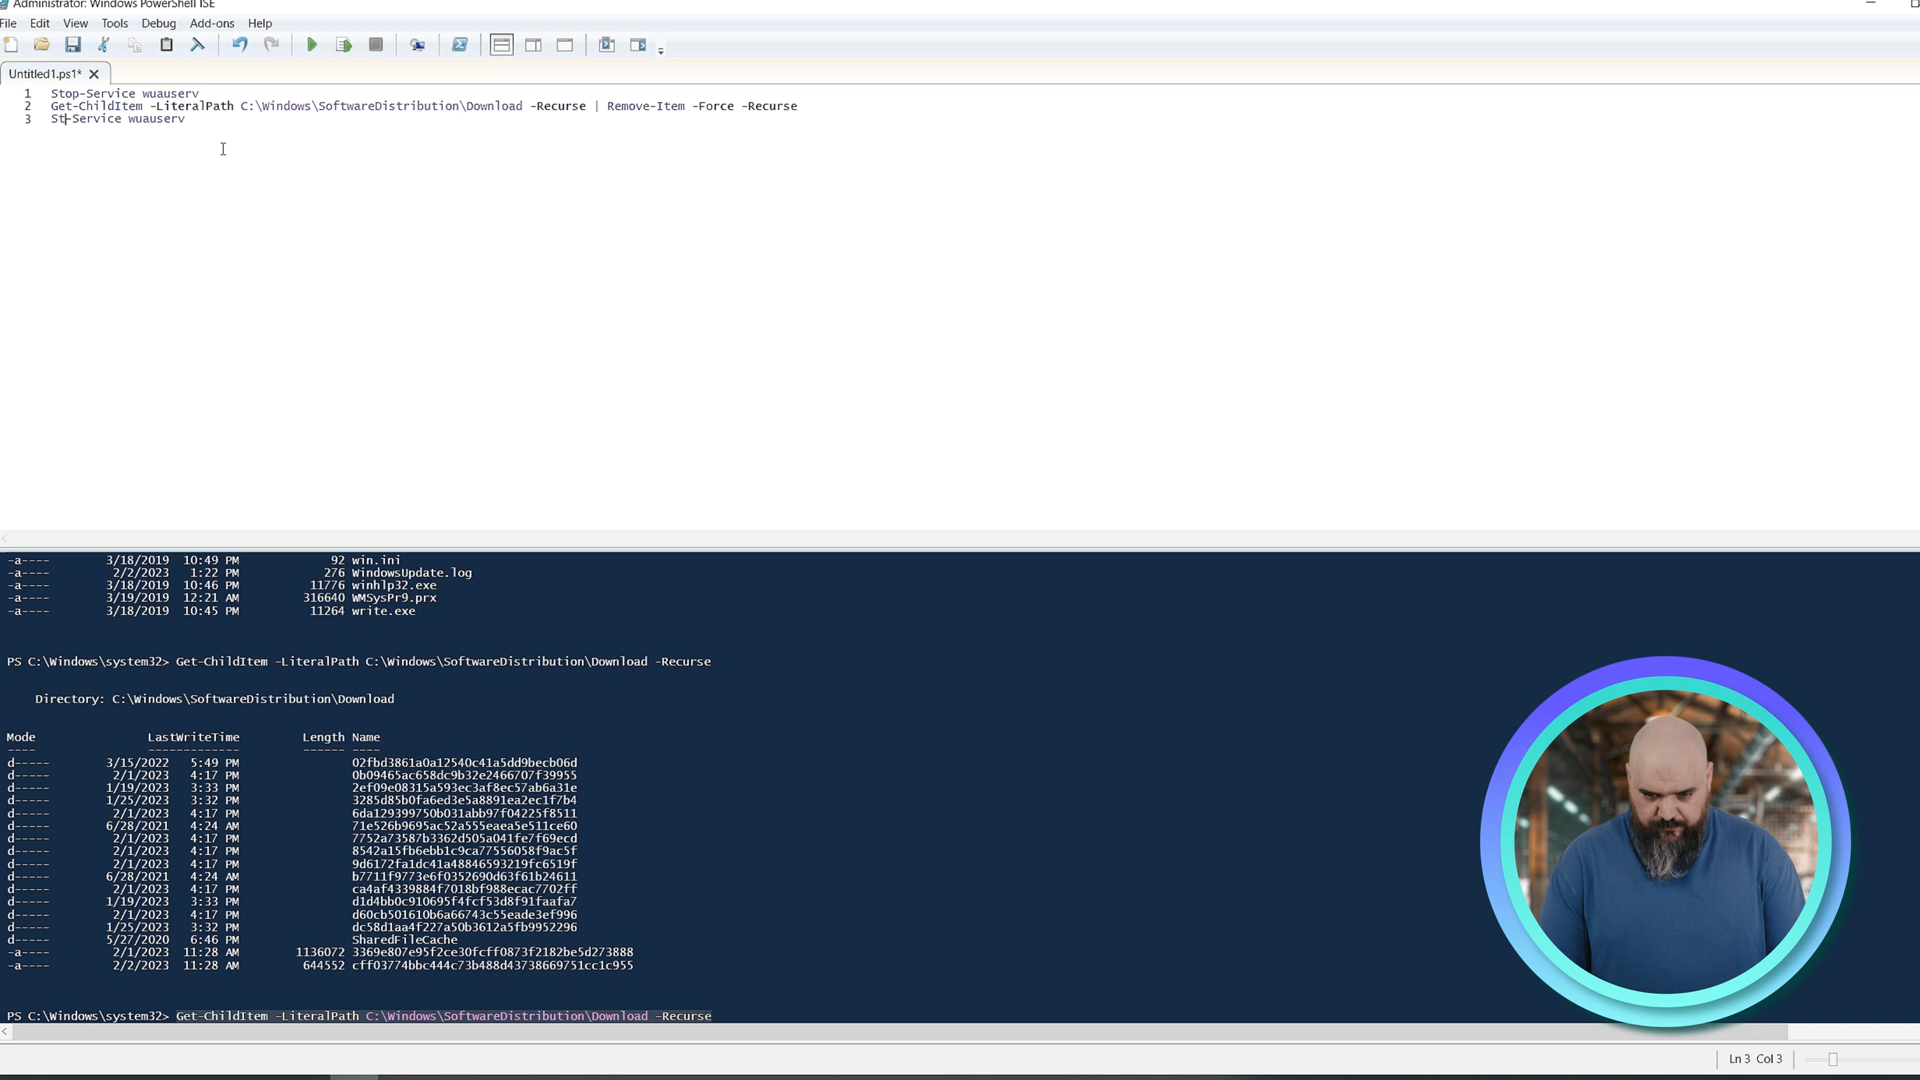 Administrator: Windows PowerShell ISE
File Edit View Tools Debug Add-ons Help
Untitled1.ps1*
1 Stop-Service wuauserv
2 Get-ChildItem -LiteralPath C:\Windows\SoftwareDistribution\Download -Recurse | Remove-Item -Force -Recurse
3 St-Service wuauserv
-a---- 3/18/2019 10:49 PM 92 win.ini
-a---- 2/2/2023 1:22 PM 276 WindowsUpdate.log
-a---- 3/18/2019 10:46 PM 11776 winhlp32.exe
-a---- 3/19/2019 12:21 AM 316640 WMSysPr9.prx
-a---- 3/18/2019 10:45 PM 11264 write.exe
PS C:\Windows\system32> Get-ChildItem -LiteralPath C:\Windows\SoftwareDistribution\Download -Recurse
Directory: C:\Windows\SoftwareDistribution\Download
Mode LastWriteTime Length Name
---- ------------- ------ ----
d----- 3/15/2022 5:49 PM 02fbd3861a0a12540c41a5dd9becb06d
d----- 2/1/2023 4:17 PM 0b09465ac658dc9b32e2466707f39955
d----- 1/19/2023 3:33 PM 2ef09e08315a593ec3af8ec57ab6a31e
d----- 1/25/2023 3:32 PM 3285d85b0fa6ed3e5a8891ea2ec1f7b4
d----- 2/1/2023 4:17 PM 6da129399750b031abb97f04225f8511
d----- 6/28/2021 4:24 AM 71e526b9695ac52a555eaea5e511ce60
d----- 2/1/2023 4:17 PM 7752a73587b3362d505a041fe7f69ecd
d----- 2/1/2023 4:17 PM 8542a15fb6ebb1c9ca77556058f9ac5f
d----- 2/1/2023 4:17 PM 9d6172fa1dc41a48846593219fc6519f
d----- 6/28/2021 4:24 AM b7711f9773e6f0352690d63f61b24611
d----- 2/1/2023 4:17 PM ca4af4339884f7018bf988ecac7702ff
d----- 1/19/2023 3:33 PM d1d4bb0c910695f4fcf53d8f91faafa7
d----- 2/1/2023 4:17 PM d60cb501610b6a66743c55eade3ef996
d----- 1/25/2023 3:32 PM dc58d1aa4f227a50b3612a5fb9952296
d----- 5/27/2020 6:46 PM SharedFileCache
-a---- 2/1/2023 11:28 AM 1136072 3369e807e95f2ce30fcff0873f2182be5d273888
-a---- 2/2/2023 11:28 AM 644552 cff03774bbc444c73b488d43738669751cc1c955
PS C:\Windows\system32> Get-ChildItem -LiteralPath C:\Windows\SoftwareDistribution\Download -Recurse
Ln 3 Col 3